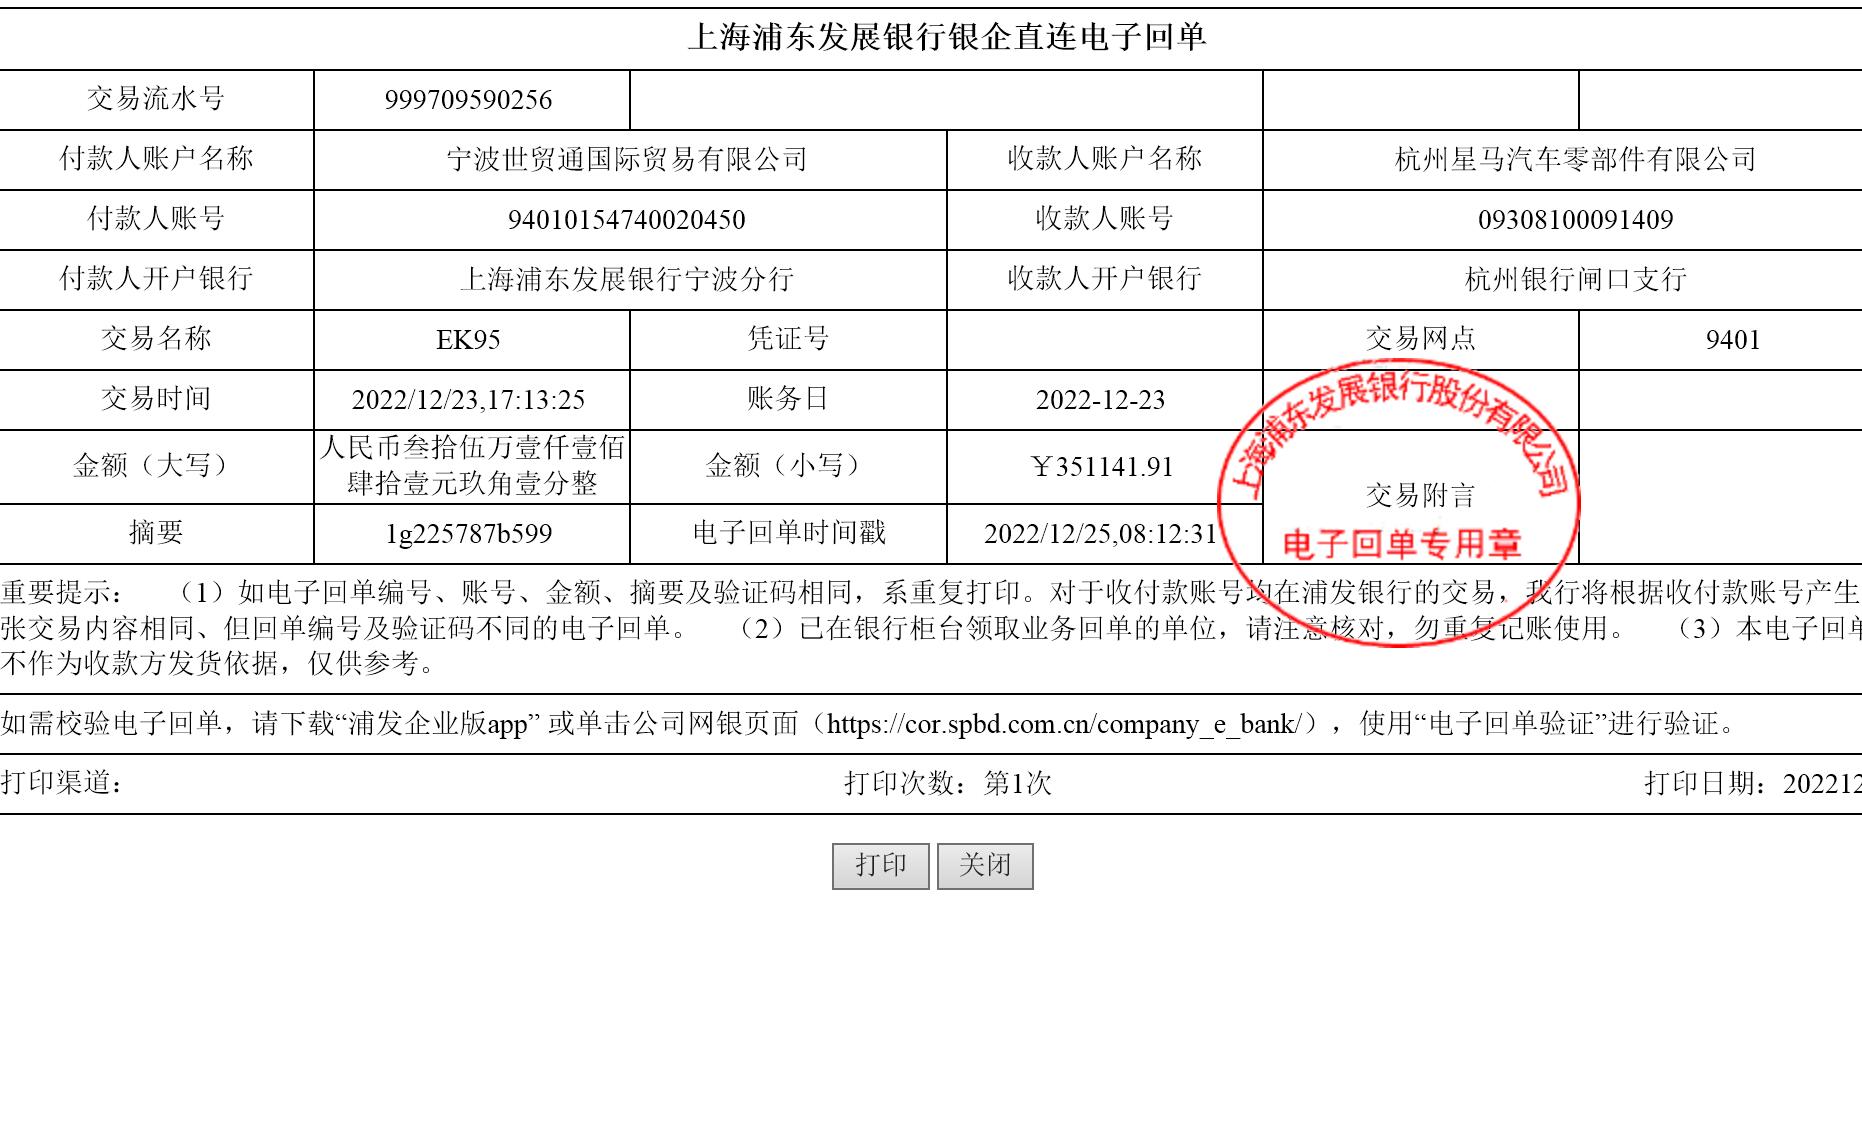 上海浦东发展银行银企直连电子回单
交易流水号 999709590256
付款人账户名称 宁波世贸通国际贸易有限公司 收款人账户名称 杭州星马汽车零部件有限公司
付款人账号 94010154740020450 收款人账号 09308100091409
付款人开户银行 上海浦东发展银行宁波分行 收款人开户银行 杭州银行闸口支行
交易名称 EK95 凭证号 交易网点 9401
交易时间 2022/12/23,17:13:25 账务日 2022-12-23
金额（大写） 人民币叁拾伍万壹仟壹佰
肆拾壹元玖角壹分整 金额（小写） ￥351141.91
交易附言
摘要 1g225787b599 电子回单时间戳 2022/12/25,08:12:31
上海浦东发展银行股份有限公司
电子回单专用章
重要提示： （1）如电子回单编号、账号、金额、摘要及验证码相同，系重复打印。对于收付款账号均在浦发银行的交易，我行将根据收付款账号产生
张交易内容相同、但回单编号及验证码不同的电子回单。 （2）已在银行柜台领取业务回单的单位，请注意核对，勿重复记账使用。 （3）本电子回单
不作为收款方发货依据，仅供参考。
如需校验电子回单，请下载“浦发企业版app” 或单击公司网银页面（https://cor.spbd.com.cn/company_e_bank/），使用“电子回单验证”进行验证。
打印渠道： 打印次数：第1次 打印日期：202212
打印 关闭